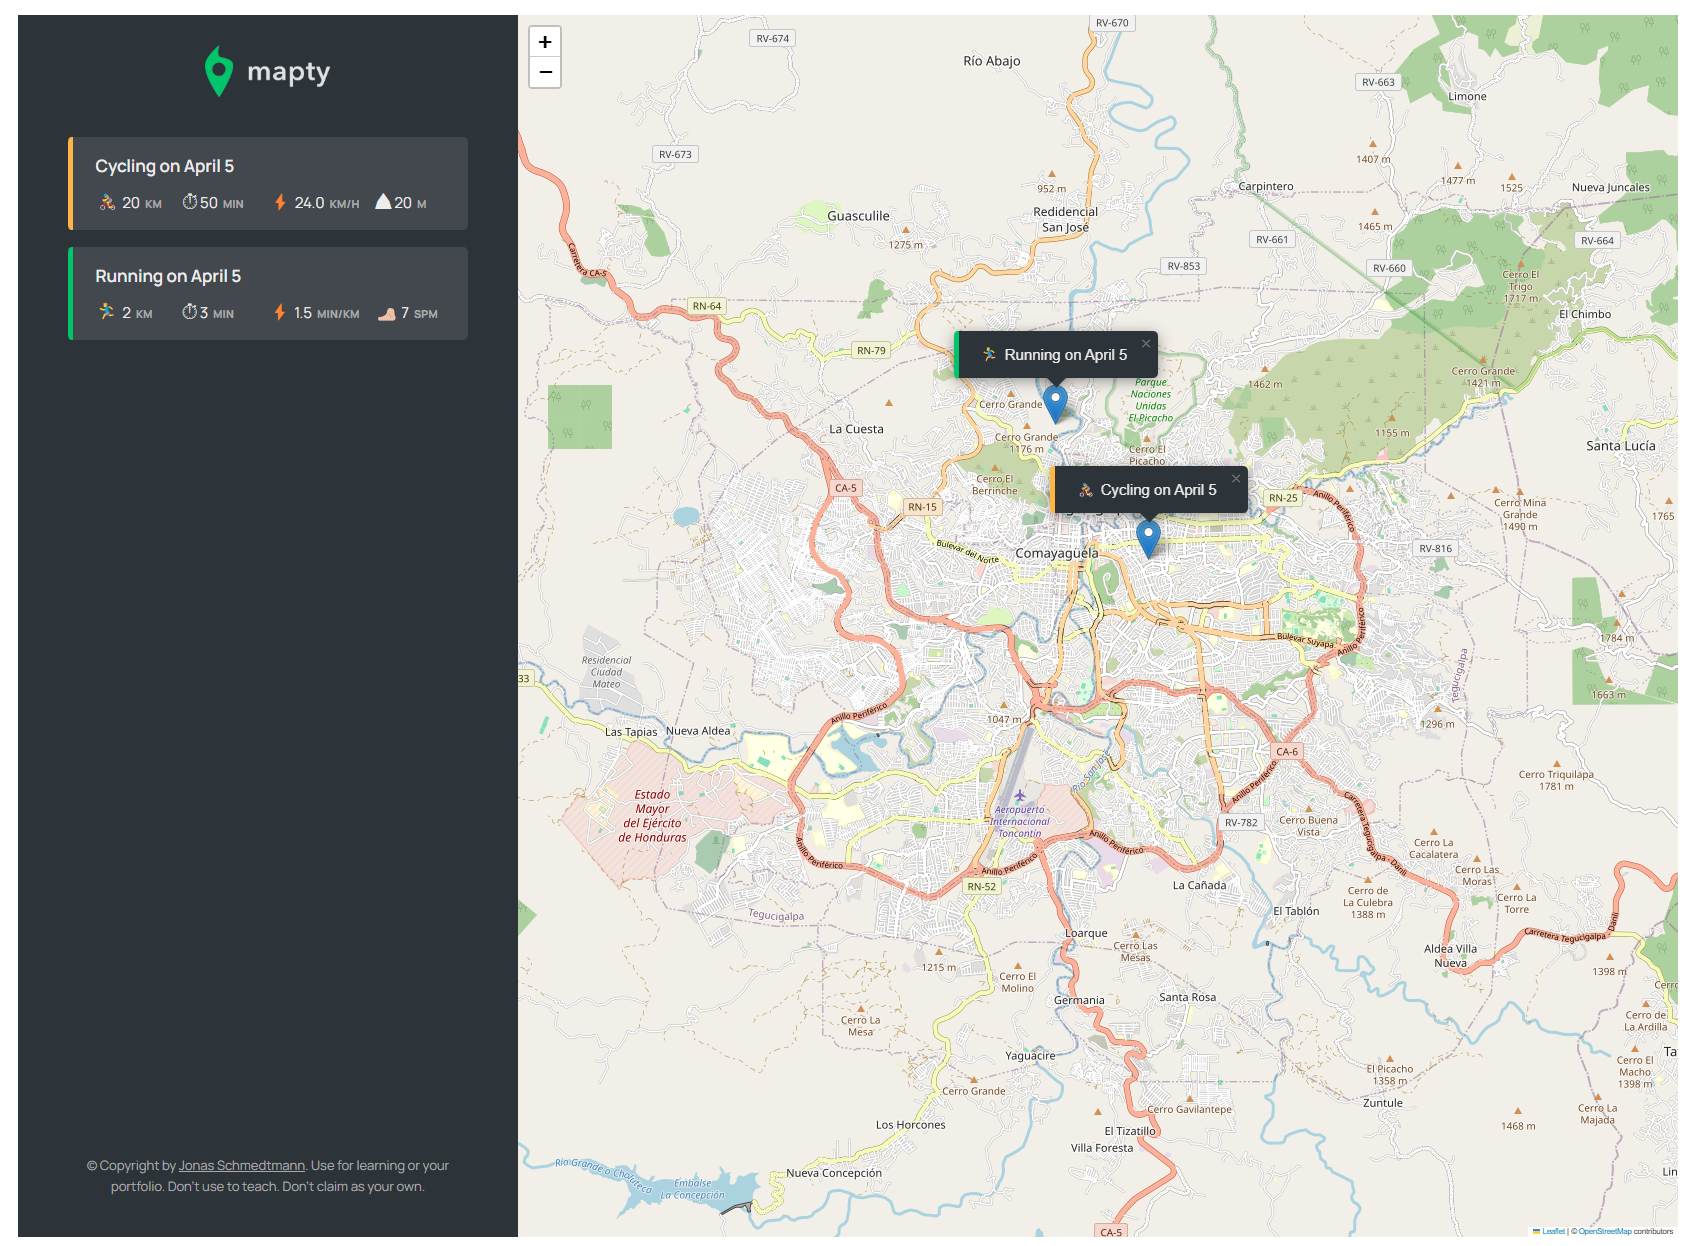 mapty
Cycling on April 5
20 KM
50 MIN
24.0 KM/H
20 M
Running on April 5
2 KM
3 MIN
1.5 MIN/KM
7 SPM
© Copyright by Jonas Schmedtmann. Use for learning or your
portfolio. Don't use to teach. Don't claim as your own.
+
−
RV-670
RV-674
Río Abajo
RV-663
Limone
RV-673
1407 m
952 m
Carpintero
1477 m
1525
Nueva Juncales
Guasculile
Redidencial
San José
1465 m
1275 m
RV-661
RV-664
Carretera CA-5
RV-853
RV-660
Cerro El
Trigo
1717 m
RN-64
El Chimbo
RN-79
Running on April 5
×
Cerro Grande
1421 m
1462 m
Parque
Naciones
Unidas
El Picacho
Cerro Grande
La Cuesta
Cerro Grande
1176 m
1155 m
Santa Lucía
Cerro El
Picacho
Cerro El
Berrinche
CA-5
Cycling on April 5
×
RN-25
Anillo Periférico
RN-15
Cerro Mina
Grande
1490 m
1765
Bulevar del Norte
Comayagüela
RV-816
Anillo Periférico
Bulevar Suyapa
1784 m
Residencial
Ciudad
Mateo
33
Tegucigalpa
1663 m
Anillo Periférico
1047 m
1296 m
Las Tapias
Nueva Aldea
CA-6
Río San José
Cerro Triquilapa
1781 m
Estado
Mayor
del Ejército
de Honduras
Aeropuerto
Internacional
Toncontín
Anillo Periférico
RV-782
Cerro Buena
Vista
Carretera Tegucigalpa - Danlí
Anillo Periférico
Anillo Periférico
Anillo Periférico
Cerro La
Cacalatera
Cerro Las
Moras
RN-52
La Cañada
Cerro de
La Culebra
1388 m
Cerro La
Torre
Tegucigalpa
El Tablón
Loarque
Cerro Las
Mesas
Carretera Tegucigalpa - Danlí
Aldea Villa
Nueva
1215 m
Cerro El
Molino
1398 m
Germania
Santa Rosa
Cerro La
Mesa
Cerro de
La Ardilla
Yaguacire
Cerro Grande
El Picacho
1358 m
Cerro El
Macho
1398 m
Ta
Zuntule
Cerro Gavilantepe
Cerro La
Majada
1468 m
Los Horcones
El Tizatillo
Villa Foresta
Río Grande o Choluteca
Embalse
La Concepción
Nueva Concepción
Lin
CA-5
Leaflet | © OpenStreetMap contributors